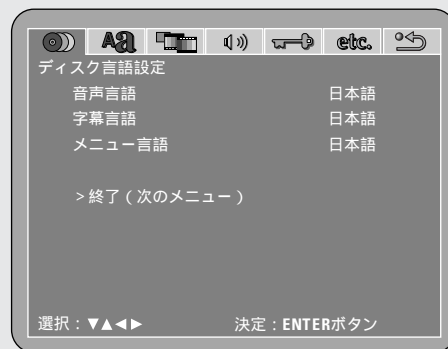 Aあ etc.
ディスク言語設定
音声言語 日本語
字幕言語 日本語
メニュー言語 日本語
>終了(次のメニュー)
選択:▼▲◀▶ 決定:ENTERボタン